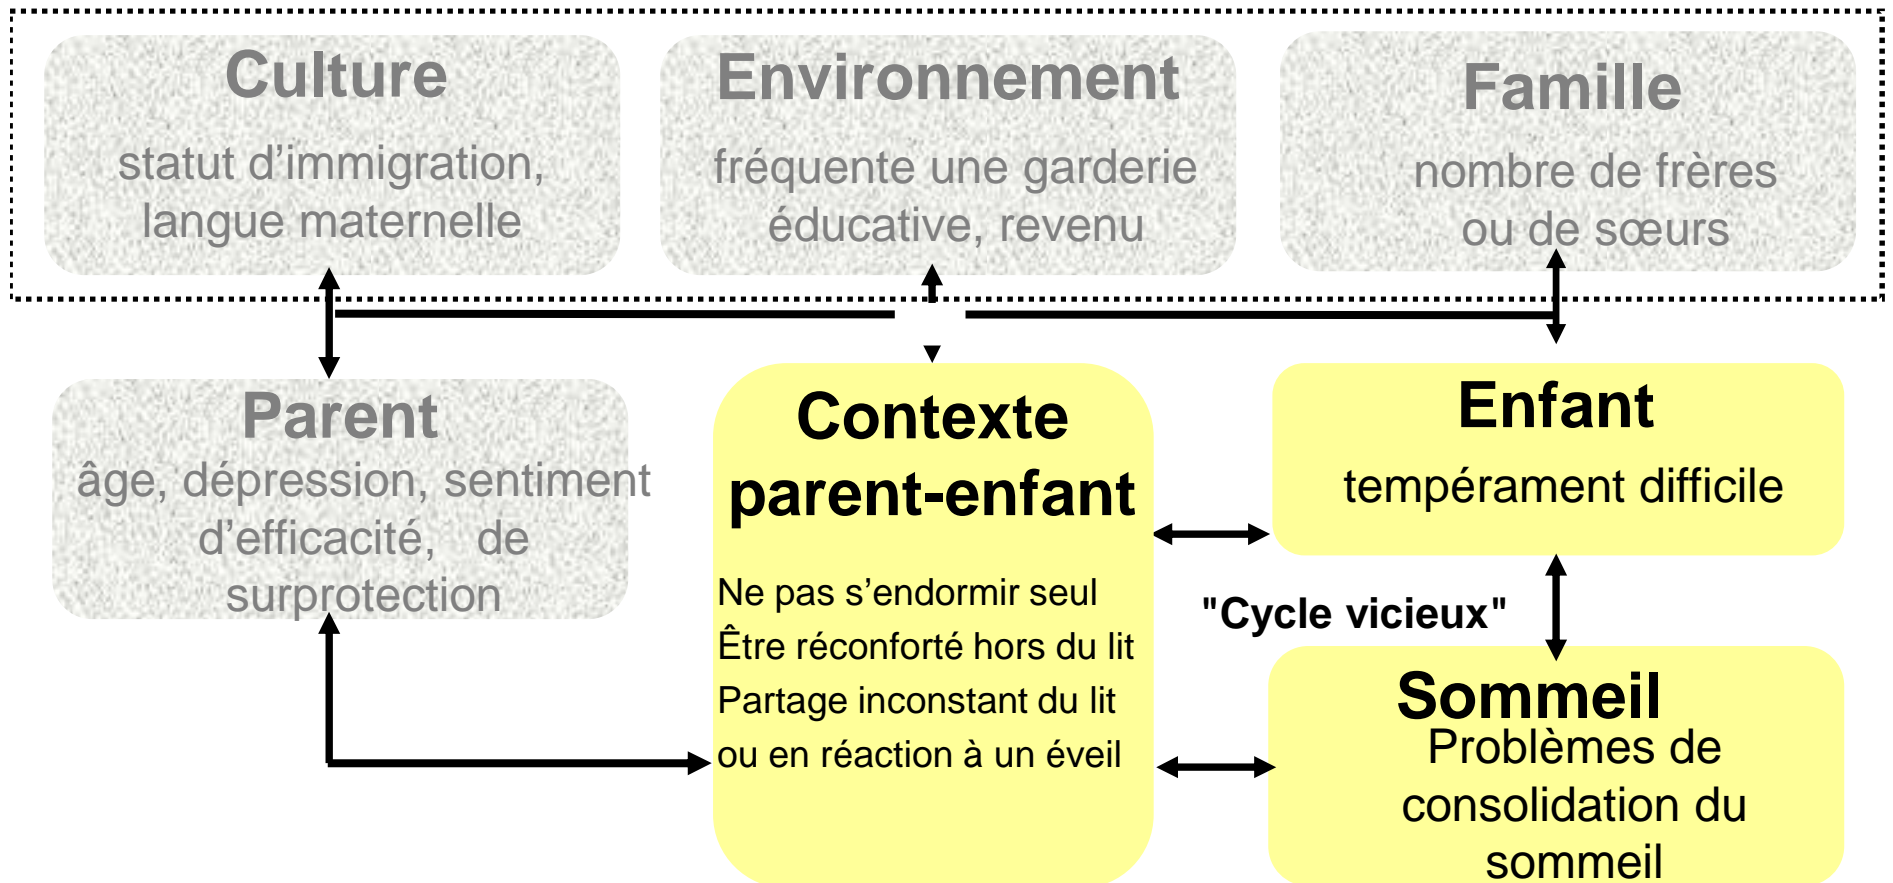 Culture
statut d’immigration,
langue maternelle
Environnement
fréquente une garderie
éducative, revenu
Famille
nombre de frères
ou de sœurs
Parent
âge, dépression, sentiment
d’efficacité, de
surprotection
Contexte
parent-enfant
Ne pas s’endormir seul
Être réconforté hors du lit
Partage inconstant du lit
ou en réaction à un éveil
Enfant
tempérament difficile
"Cycle vicieux"
Sommeil
Problèmes de
consolidation du
sommeil